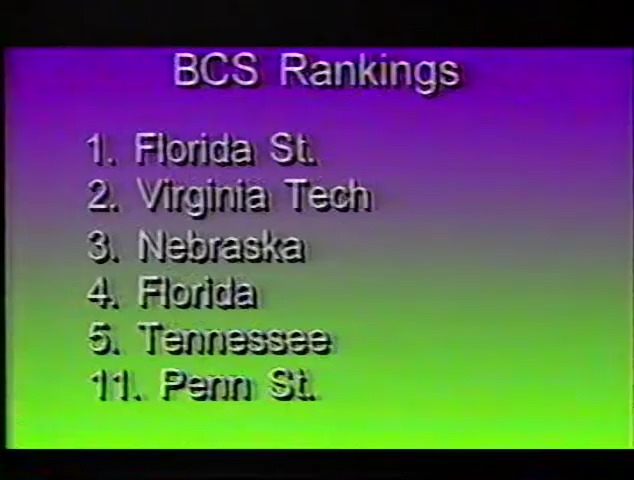 BCS Rankings
1. Florida St.
2. Virginia Tech
3. Nebraska
4. Florida
5. Tennessee
11. Penn St.